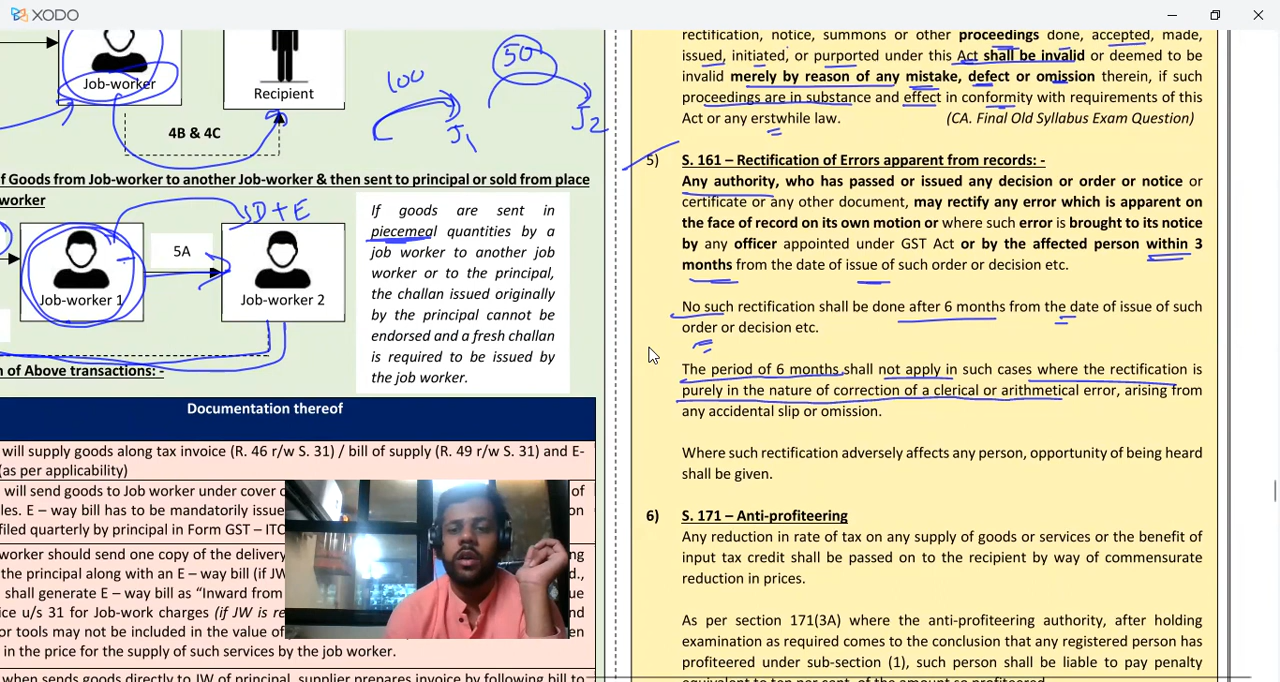 XODO
Job-worker
Recipient
4B & 4C
100
J1
50
J2
f Goods from Job-worker to another Job-worker & then sent to principal or sold from place
worker
SD+E
Job-worker 1
5A
Job-worker 2
If goods are sent in
piecemeal quantities by a
job worker to another job
worker or to the principal,
the challan issued originally
by the principal cannot be
endorsed and a fresh challan
is required to be issued by
the job worker.
n of Above transactions: -
Documentation thereof
will supply goods along tax invoice (R. 46 r/w S. 31) / bill of supply (R. 49 r/w S. 31) and E-
(as per applicability)
will send goods to Job worker under cover of
les. E – way bill has to be mandatorily issue on
filed quarterly by principal in Form GST – ITC
worker should send one copy of the delivery ng
the principal along with an E – way bill (if JW d.,
shall generate E – way bill as "Inward from ue
ice u/s 31 for Job-work charges (if JW is re nd
or tools may not be included in the value of en
in the price for the supply of such services by the job worker.
when sends goods directly to JW of principal, supplier prepares invoice by following bill to
rectification, notice, summons or other proceedings done, accepted, made,
issued, initiated, or purported under this Act shall be invalid or deemed to be
invalid merely by reason of any mistake, defect or omission therein, if such
proceedings are in substance and effect in conformity with requirements of this
Act or any erstwhile law. (CA. Final Old Syllabus Exam Question)
5) S. 161 – Rectification of Errors apparent from records: -
Any authority, who has passed or issued any decision or order or notice or
certificate or any other document, may rectify any error which is apparent on
the face of record on its own motion or where such error is brought to its notice
by any officer appointed under GST Act or by the affected person within 3
months from the date of issue of such order or decision etc.
No such rectification shall be done after 6 months from the date of issue of such
order or decision etc.
The period of 6 months shall not apply in such cases where the rectification is
purely in the nature of correction of a clerical or arithmetical error, arising from
any accidental slip or omission.
Where such rectification adversely affects any person, opportunity of being heard
shall be given.
6) S. 171 – Anti-profiteering
Any reduction in rate of tax on any supply of goods or services or the benefit of
input tax credit shall be passed on to the recipient by way of commensurate
reduction in prices.
As per section 171(3A) where the anti-profiteering authority, after holding
examination as required comes to the conclusion that any registered person has
profiteered under sub-section (1), such person shall be liable to pay penalty
equivalent to ten per cent. of the amount so profiteered